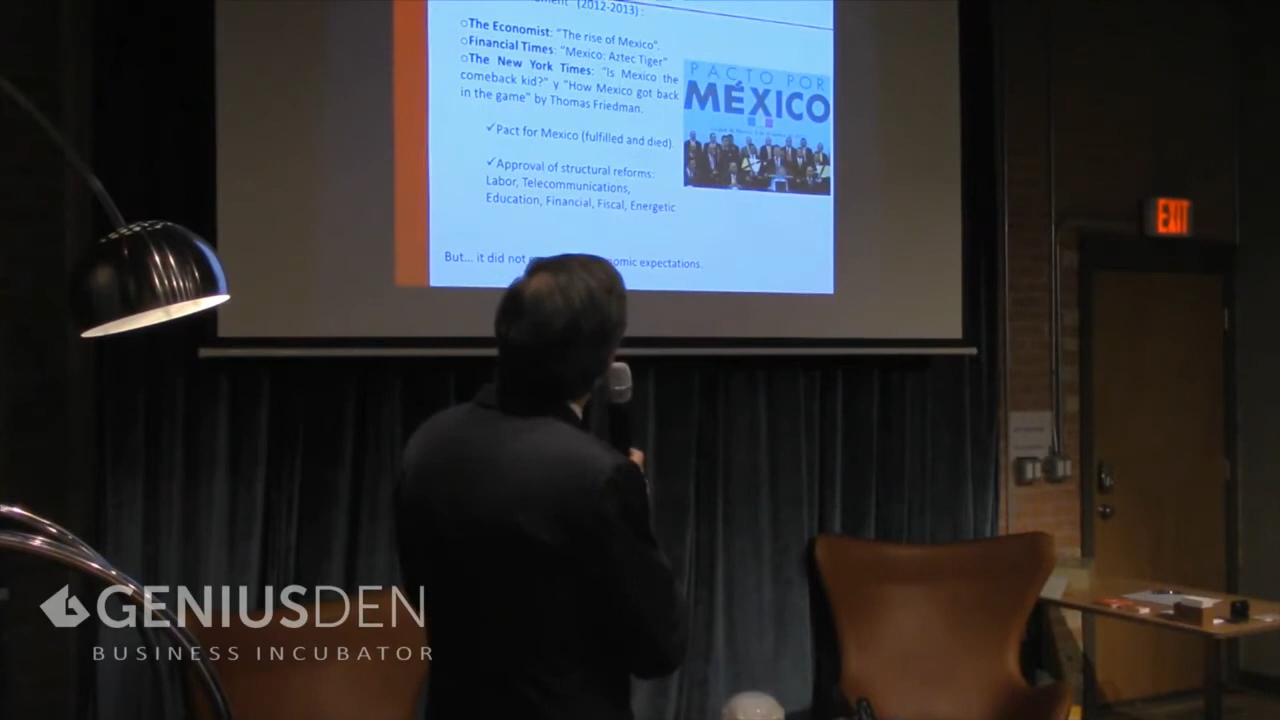 (2012-2013) :
○The Economist: "The rise of Mexico".
○Financial Times: "Mexico: Aztec Tiger"
○The New York Times: "Is Mexico the
comeback kid?" y "How Mexico got back
in the game" by Thomas Friedman.
✓Pact for Mexico (fulfilled and died).
✓Approval of structural reforms:
Labor, Telecommunications,
Education, Financial, Fiscal, Energetic
But... it did not expectations.
PACTO POR
MÉXICO
EXIT
GENIUSDEN
BUSINESS INCUBATOR